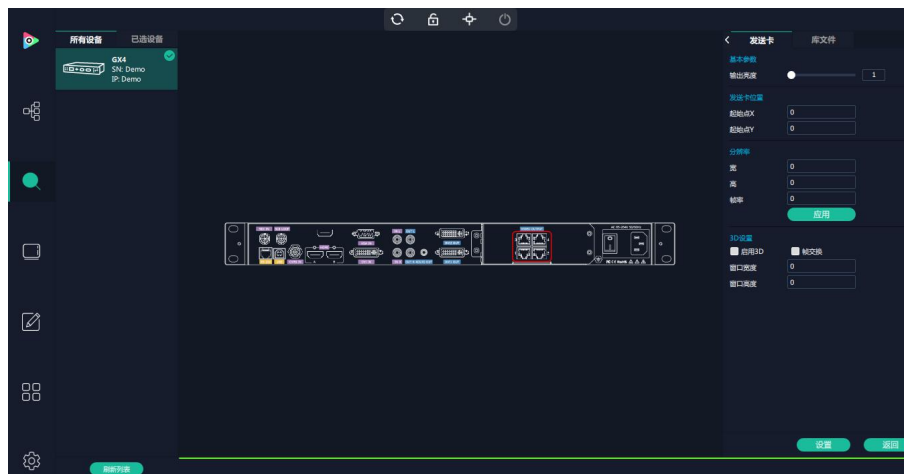 所有设备
已选设备
GX4
SN: Demo
IP: Demo
刷新列表
发送卡
库文件
基本参数
输出亮度
1
发送卡位置
起始点X
0
起始点Y
0
分辨率
宽
0
高
0
帧率
0
应用
3D设置
启用3D
帧交换
窗口宽度
0
窗口高度
0
设置
返回